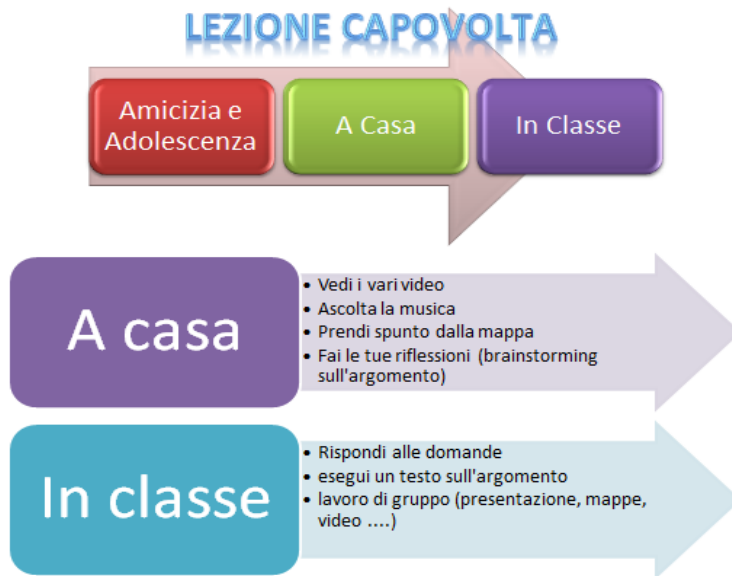 LEZIONE CAPOVOLTA
Amicizia e
Adolescenza
A Casa
In Classe
A casa
• Vedi i vari video
• Ascolta la musica
• Prendi spunto dalla mappa
• Fai le tue riflessioni (brainstorming
sull'argomento)
In classe
• Rispondi alle domande
• esegui un testo sull'argomento
• lavoro di gruppo (presentazione, mappe,
video ....)